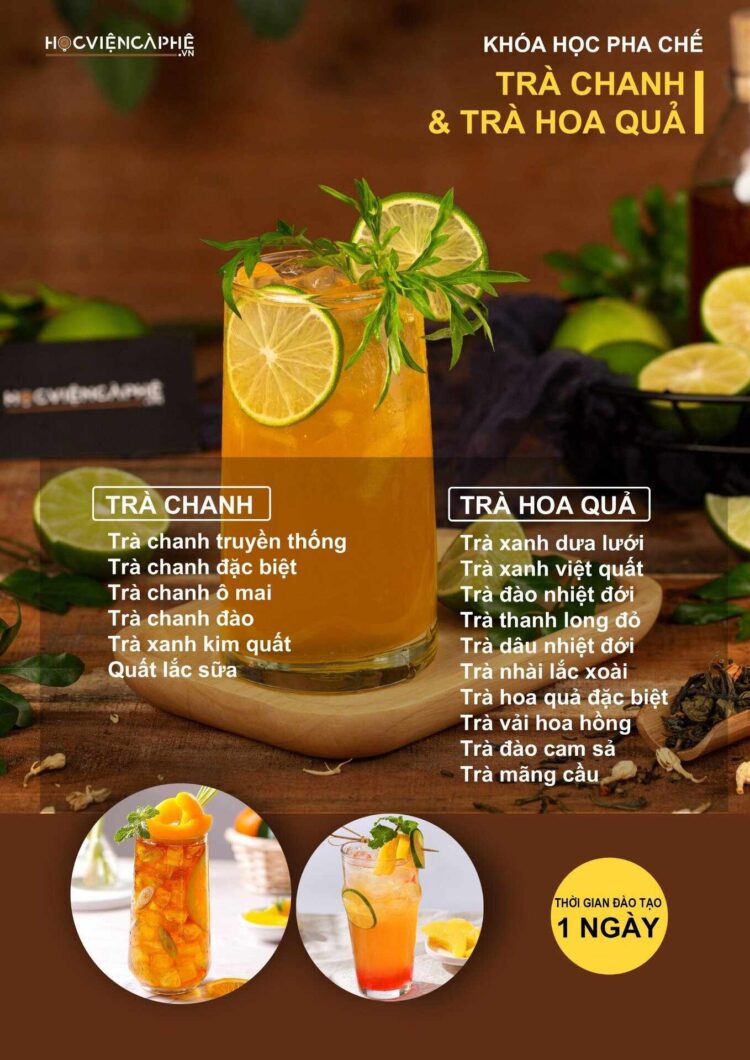 HỌCVIỆNCÀPHÊ
.VN
KHÓA HỌC PHA CHẾ
TRÀ CHANH
& TRÀ HOA QUẢ
HỌCVIỆNCÀPHÊ
.VN
TRÀ CHANH
Trà chanh truyền thống
Trà chanh đặc biệt
Trà chanh ô mai
Trà chanh đào
Trà xanh kim quất
Quất lắc sữa
TRÀ HOA QUẢ
Trà xanh dưa lưới
Trà xanh việt quất
Trà đào nhiệt đới
Trà thanh long đỏ
Trà dâu nhiệt đới
Trà nhài lắc xoài
Trà hoa quả đặc biệt
Trà vải hoa hồng
Trà đào cam sả
Trà mãng cầu
THỜI GIAN ĐÀO TẠO
1 NGÀY